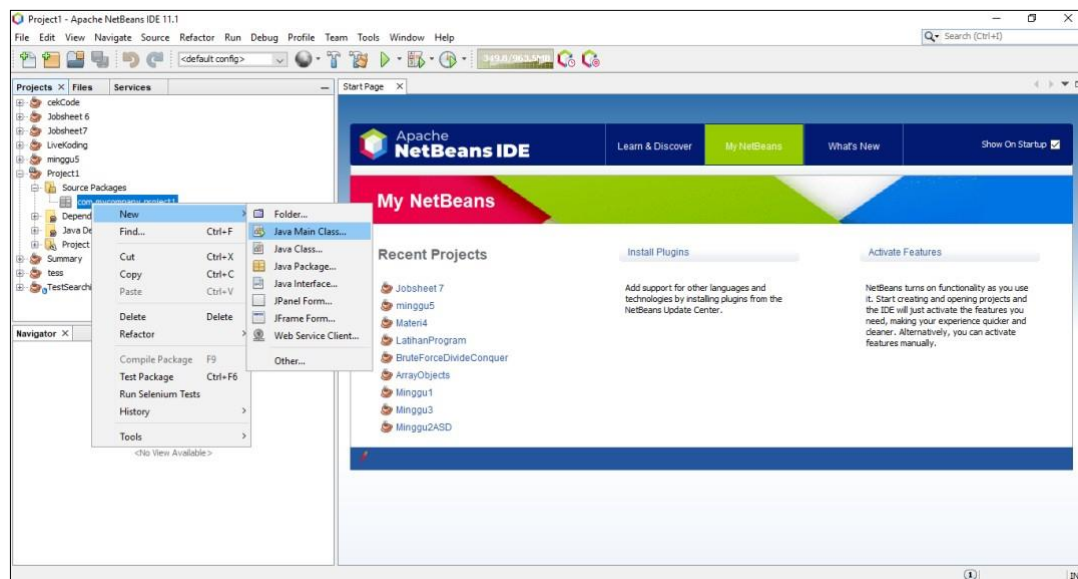 Project1 - Apache NetBeans IDE 11.1
File Edit View Navigate Source Refactor Run Debug Profile Team Tools Window Help
Search (Ctrl+I)
<default config>
Projects Files Services
Start Page
cekCode
Jobsheet 6
Jobsheet7
LiveKoding
minggu5
Project1
Source Packages
com.mycompany.project1
Depend
Java De
Project
Summary
tess
TestSearchi
New
Find... Ctrl+F
Cut Ctrl+X
Copy Ctrl+C
Paste Ctrl+V
Delete Delete
Refactor
Compile Package F9
Test Package Ctrl+F6
Run Selenium Tests
History
Tools
Folder...
Java Main Class...
Java Class...
Java Package...
Java Interface...
JPanel Form...
JFrame Form...
Web Service Client...
Other...
Navigator
<No View Available>
Apache
NetBeans IDE
Learn & Discover
My NetBeans
What's New
Show On Startup
My NetBeans
Recent Projects
Jobsheet 7
minggu5
Materi4
LatihanProgram
BruteForceDivideConquer
ArrayObjects
Minggu1
Minggu3
Minggu2ASD
Install Plugins
Add support for other languages and
technologies by installing plugins from the
NetBeans Update Center.
Activate Features
NetBeans turns on functionality as you use
it. Start creating and opening projects and
the IDE will just activate the features you
need, making your experience quicker and
cleaner. Alternatively, you can activate
features manually.
1
IN